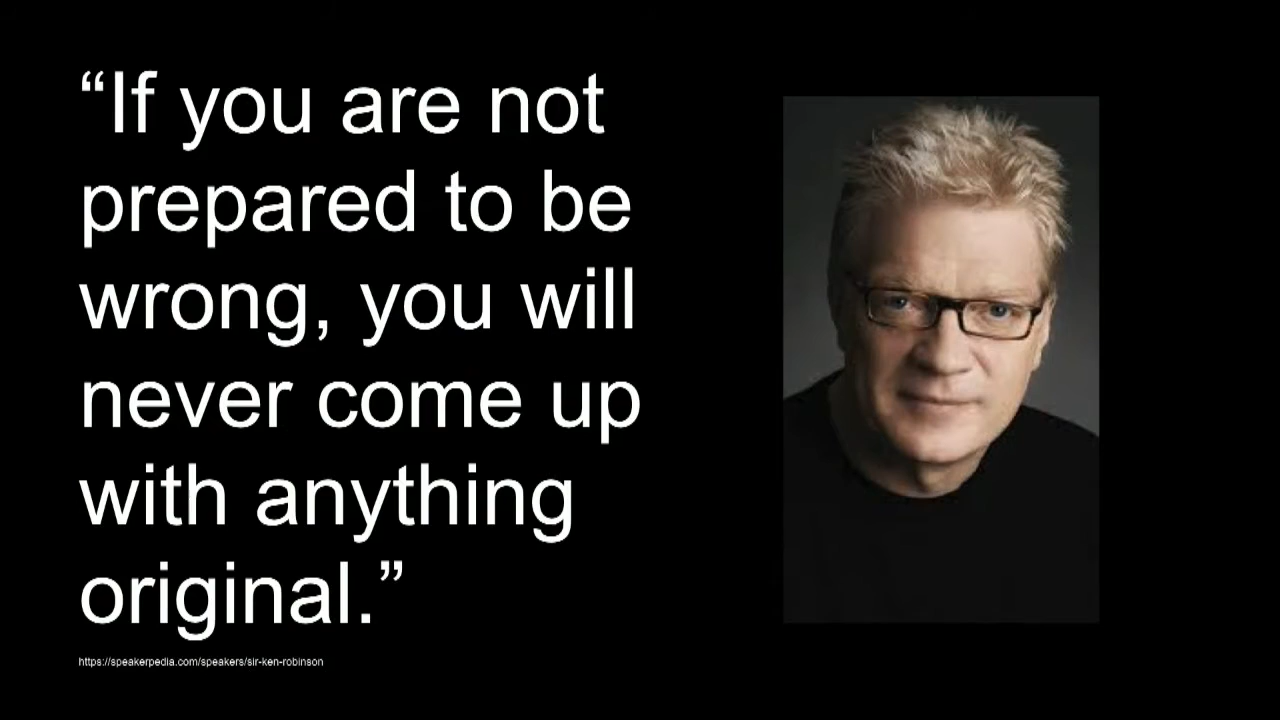 “If you are not
prepared to be
wrong, you will
never come up
with anything
original.”
https://speakerpedia.com/speakers/sir-ken-robinson